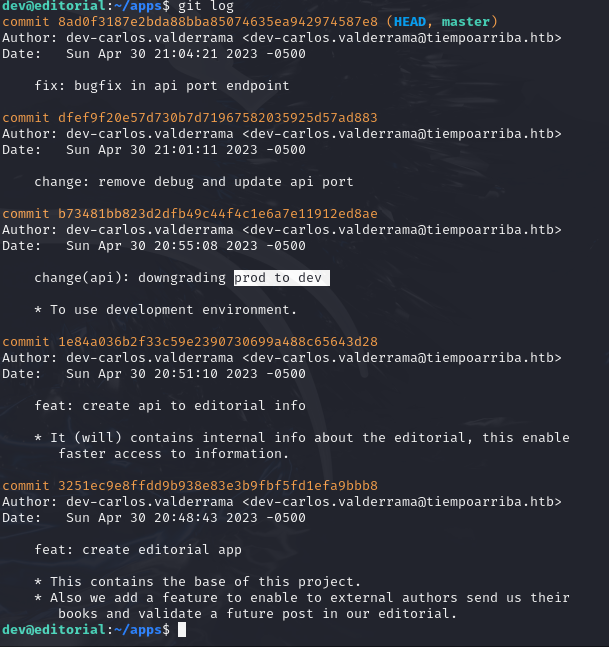 dev@editorial:~/apps$ git log
commit 8ad0f3187e2bda88bba85074635ea942974587e8 (HEAD, master)
Author: dev-carlos.valderrama <dev-carlos.valderrama@tiempoarriba.htb>
Date:   Sun Apr 30 21:04:21 2023 -0500

    fix: bugfix in api port endpoint

commit dfef9f20e57d730b7d71967582035925d57ad883
Author: dev-carlos.valderrama <dev-carlos.valderrama@tiempoarriba.htb>
Date:   Sun Apr 30 21:01:11 2023 -0500

    change: remove debug and update api port

commit b73481bb823d2dfb49c44f4c1e6a7e11912ed8ae
Author: dev-carlos.valderrama <dev-carlos.valderrama@tiempoarriba.htb>
Date:   Sun Apr 30 20:55:08 2023 -0500

    change(api): downgrading prod to dev

    * To use development environment.

commit 1e84a036b2f33c59e2390730699a488c65643d28
Author: dev-carlos.valderrama <dev-carlos.valderrama@tiempoarriba.htb>
Date:   Sun Apr 30 20:51:10 2023 -0500

    feat: create api to editorial info

    * It (will) contains internal info about the editorial, this enable
       faster access to information.

commit 3251ec9e8ffdd9b938e83e3b9fbf5fd1efa9bbb8
Author: dev-carlos.valderrama <dev-carlos.valderrama@tiempoarriba.htb>
Date:   Sun Apr 30 20:48:43 2023 -0500

    feat: create editorial app

    * This contains the base of this project.
    * Also we add a feature to enable to external authors send us their
       books and validate a future post in our editorial.
dev@editorial:~/apps$